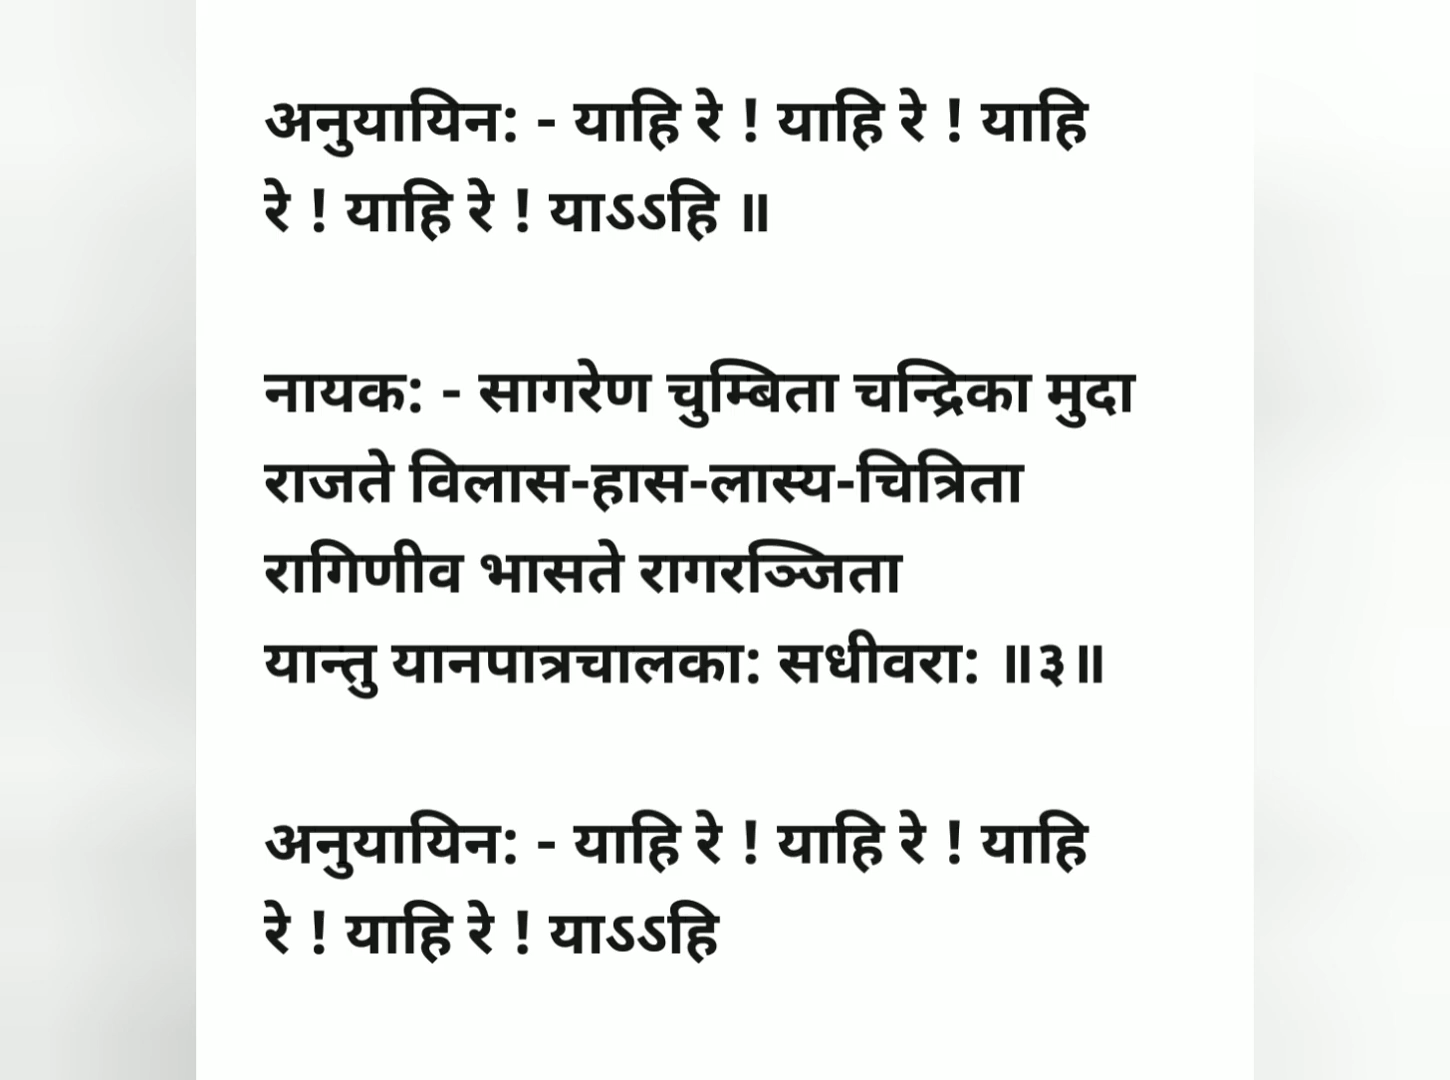 अनुयायिन: - याहि रे ! याहि रे ! याहि
रे ! याहि रे ! याऽऽहि ॥
नायक: - सागरेण चुम्बिता चन्द्रिका मुदा
राजते विलास-हास-लास्य-चित्रिता
रागिणीव भासते रागरञ्जिता
यान्तु यानपात्रचालका: सधीवरा: ॥३॥
अनुयायिन: - याहि रे ! याहि रे ! याहि
रे ! याहि रे ! याऽऽहि